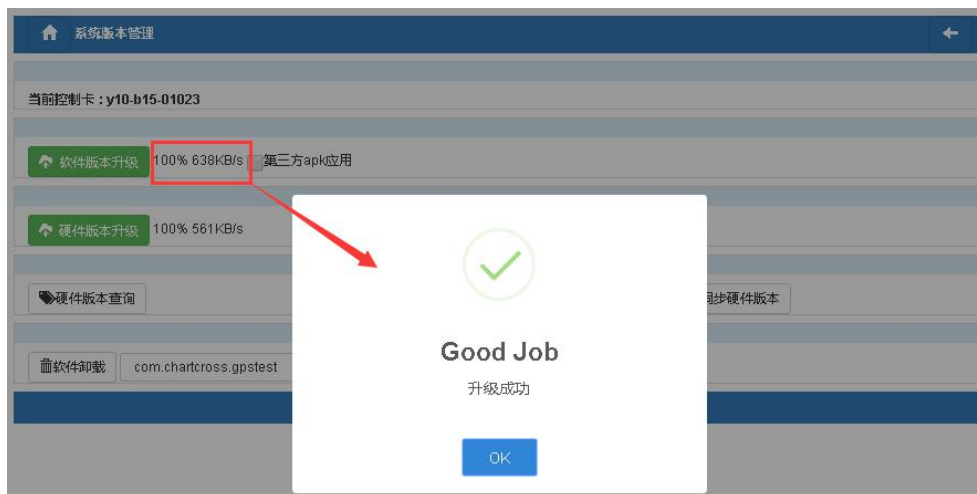 系统版本管理
当前控制卡：y10-b15-01023
软件版本升级 100% 638KB/s 第三方apk应用
硬件版本升级 100% 561KB/s
硬件版本查询 同步硬件版本
Good Job
软件卸载 com.chartcross.gpstest
升级成功
OK